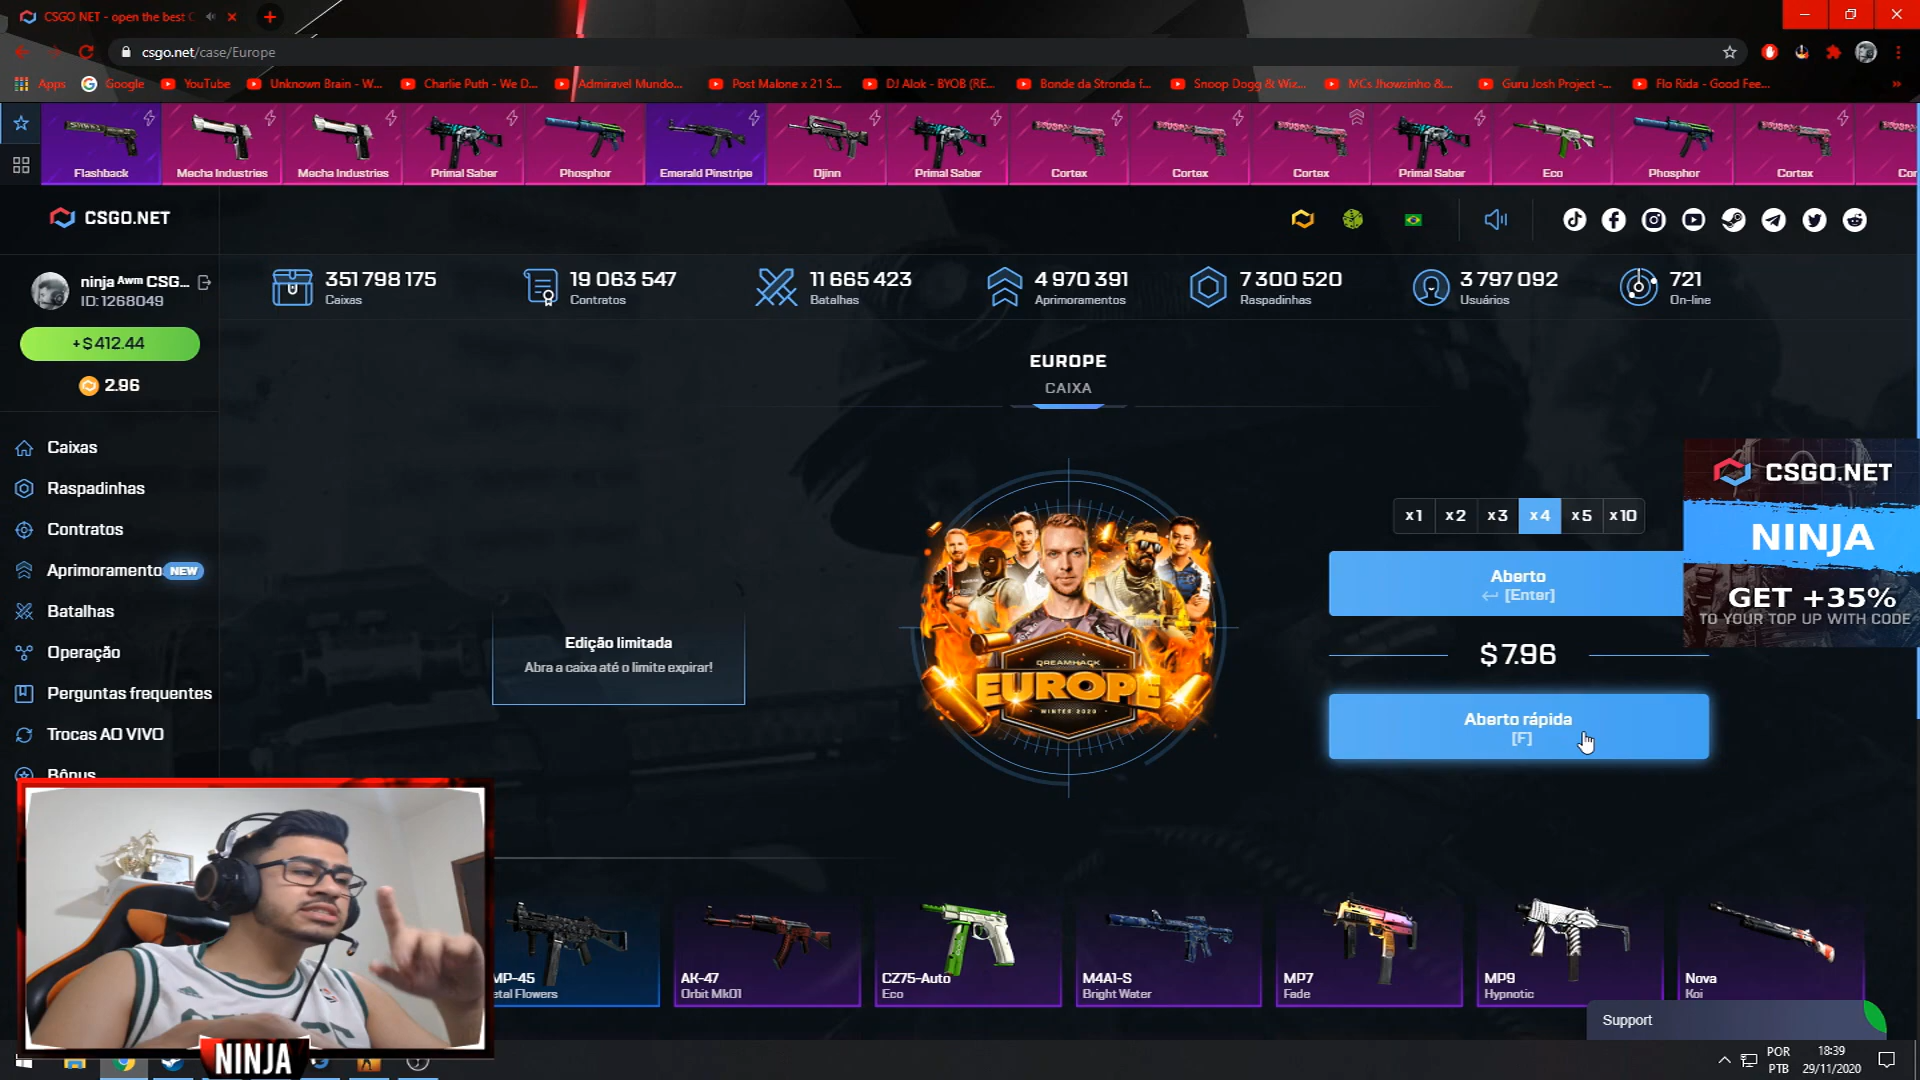 CSGO NET - open the best C
csgo.net/case/Europe
Apps
Google
YouTube
Unknown Brain - W...
Charlie Puth - We D...
Admiravel Mundo...
Post Malone x 21 S...
DJ Alok - BYOB (RE...
Bonde da Stronda f...
Snoop Dogg & Wiz...
MCs Jhowzinho &...
Guru Josh Project -...
Flo Rida - Good Fee...
Flashback
Mecha Industries
Mecha Industries
Primal Saber
Phosphor
Emerald Pinstripe
Djinn
Primal Saber
Cortex
Cortex
Cortex
Primal Saber
Eco
Phosphor
Cortex
Cor
CSGO.NET
ninja ᴬʷᵐ CSG...
ID: 1268049
+$412.44
2.96
351 798 175
Caixas
19 063 547
Contratos
11 665 423
Batalhas
4 970 391
Aprimoramentos
7 300 520
Raspadinhas
3 797 092
Usuários
721
On-line
EUROPE
CAIXA
Caixas
Raspadinhas
Contratos
Aprimoramento NEW
Batalhas
Operação
Perguntas frequentes
Trocas AO VIVO
Bônus
Edição limitada
Abra a caixa até o limite expirar!
DREAMHACK
EUROPE
WINTER 2020
x1 x2 x3 x4 x5 x10
Aberto
[Enter]
$7.96
Aberto rápida
[F]
CSGO.NET
NINJA
GET +35%
TO YOUR TOP UP WITH CODE
MP-45
etal Flowers
AK-47
Orbit Mk01
CZ75-Auto
Eco
M4A1-S
Bright Water
MP7
Fade
MP9
Hypnotic
Nova
Koi
Support
NINJA
POR
PTB
18:39
29/11/2020